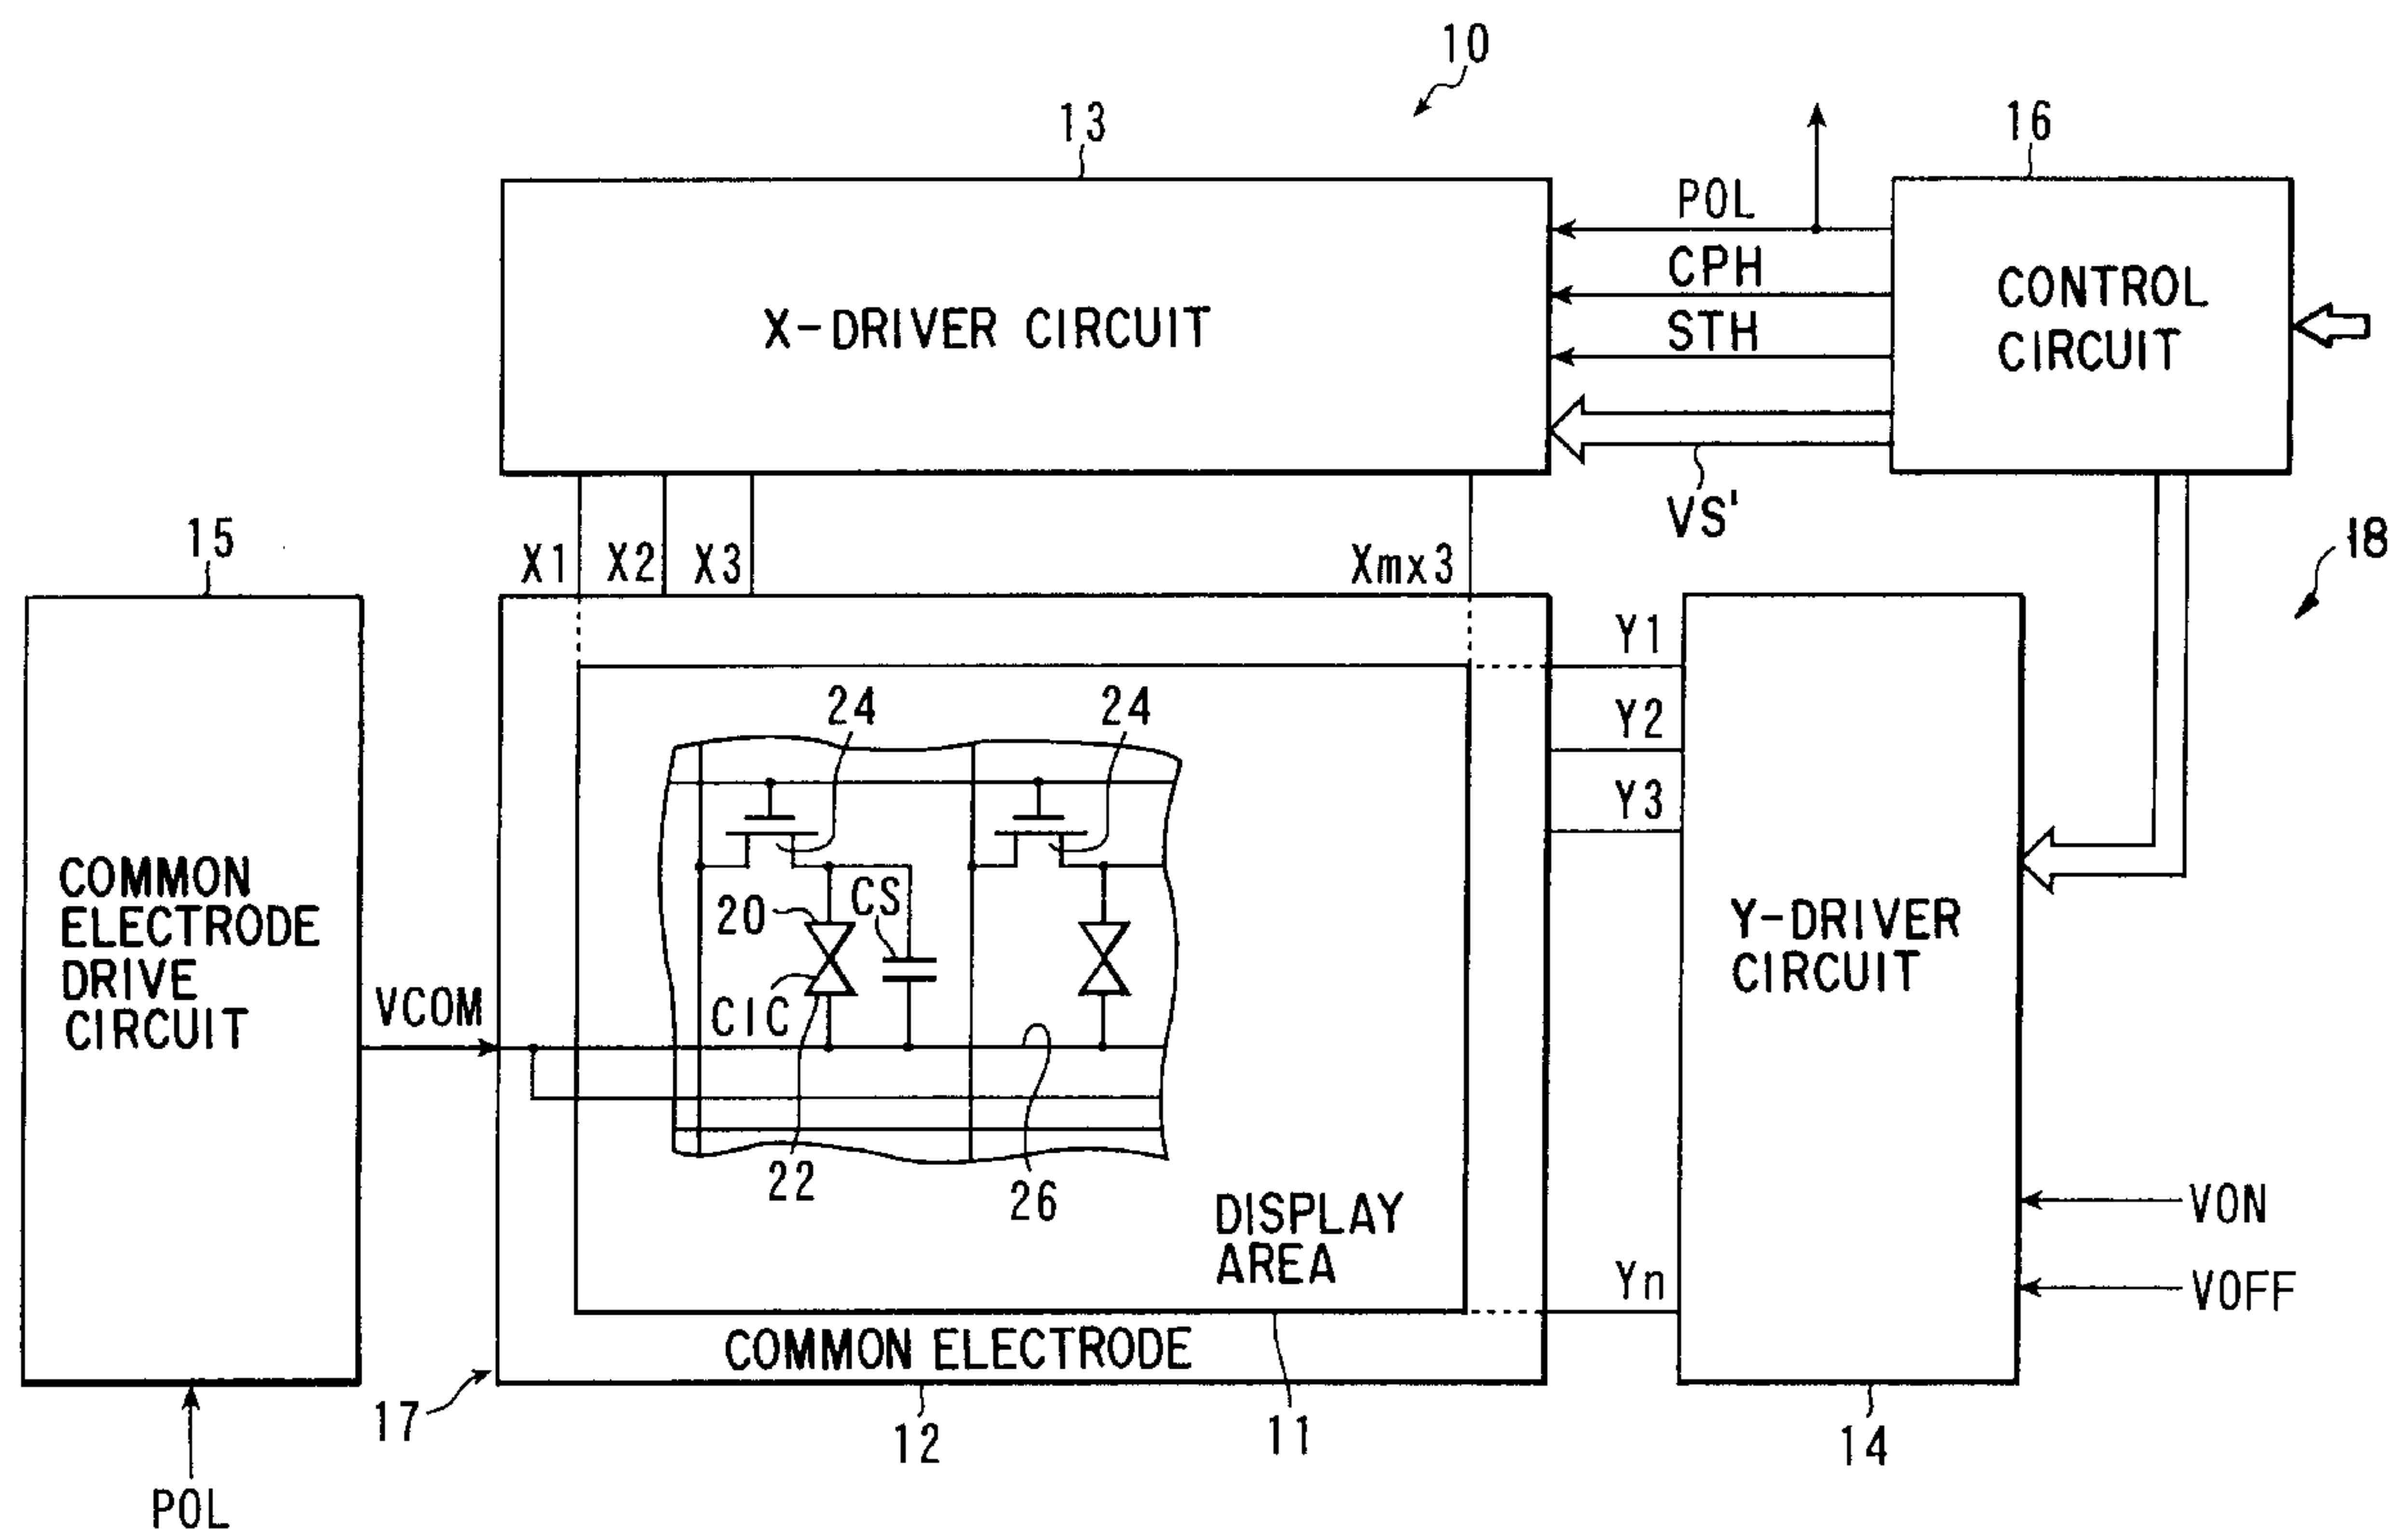 10
13
16
POL
CPH
STH
X-DRIVER CIRCUIT
CONTROL
CIRCUIT
VS'
18
15
X1
X2
X3
Xmx3
Y1
Y2
Y3
24
24
20
CS
C1C
COMMON
ELECTRODE
DRIVE
CIRCUIT
VCOM
Y-DRIVER
CIRCUIT
22
26
DISPLAY
AREA
VON
VOFF
Yn
COMMON ELECTRODE
17
12
11
14
POL